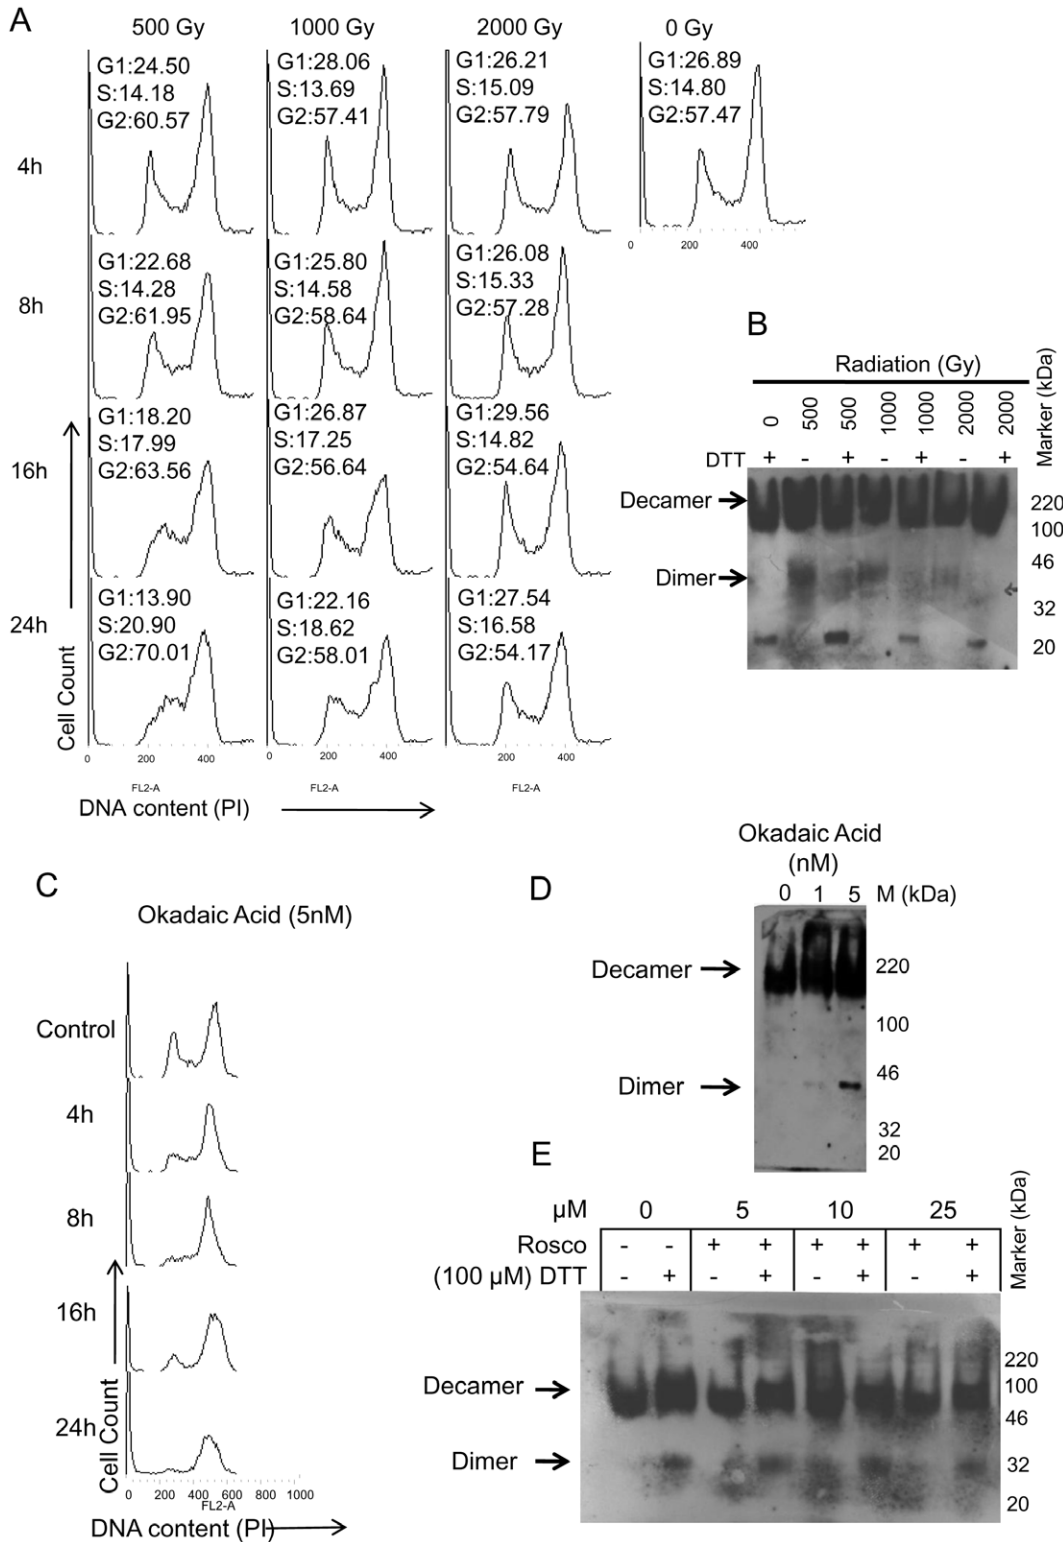 A
500 Gy
1000 Gy
2000 Gy
0 Gy
4h
G1:24.50
S:14.18
G2:60.57
G1:28.06
S:13.69
G2:57.41
G1:26.21
S:15.09
G2:57.79
G1:26.89
S:14.80
G2:57.47
0 200 400
8h
G1:22.68
S:14.28
G2:61.95
G1:25.80
S:14.58
G2:58.64
G1:26.08
S:15.33
G2:57.28
16h
G1:18.20
S:17.99
G2:63.56
G1:26.87
S:17.25
G2:56.64
G1:29.56
S:14.82
G2:54.64
24h
G1:13.90
S:20.90
G2:70.01
G1:22.16
S:18.62
G2:58.01
G1:27.54
S:16.58
G2:54.17
Cell Count
0 200 400
0 200 400
200 400
FL2-A
FL2-A
FL2-A
DNA content (PI)
B
Radiation (Gy)
Marker (kDa)
0 500 500 1000 1000 2000 2000
DTT + - + - + - +
Decamer
Dimer
220
100
46
32
20
C
Okadaic Acid (5nM)
Control
4h
8h
16h
24h
Cell Count
0 200 400 600 800 1000
FL2-A
DNA content (PI)
D
Okadaic Acid
(nM)
0 1 5 M (kDa)
Decamer
Dimer
220
100
46
32
20
E
µM 0 5 10 25
Rosco - - + + + + + +
(100 µM) DTT - + - + - + - +
Marker (kDa)
Decamer
Dimer
220
100
46
32
20